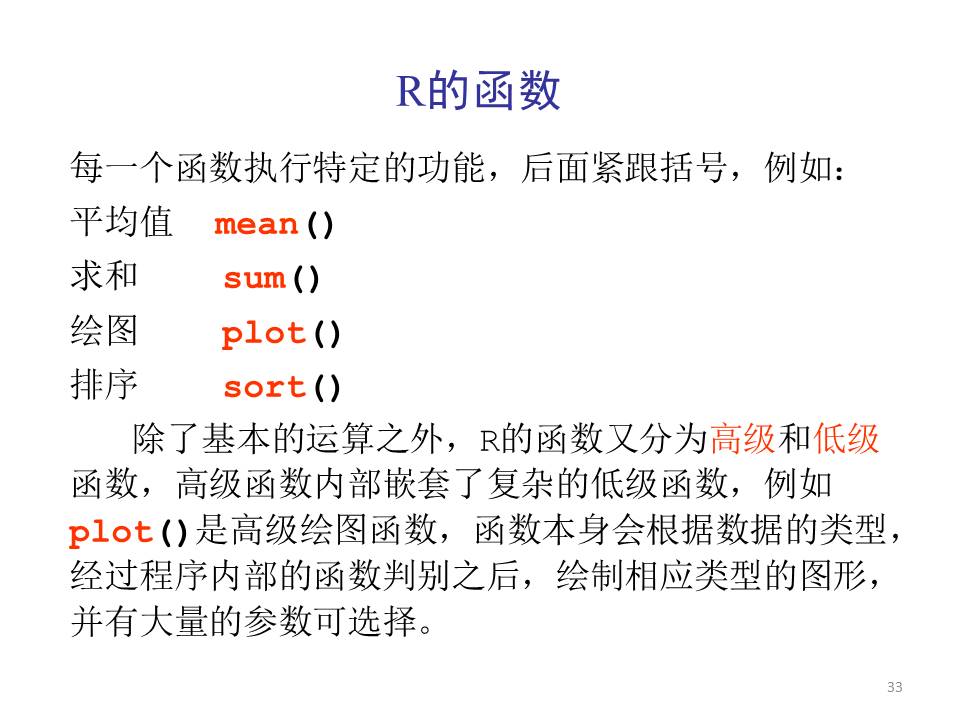 R的函数
每一个函数执行特定的功能，后面紧跟括号，例如：
平均值 mean()
求和 sum()
绘图 plot()
排序 sort()
除了基本的运算之外，R的函数又分为高级和低级
函数，高级函数内部嵌套了复杂的低级函数，例如
plot()是高级绘图函数，函数本身会根据数据的类型，
经过程序内部的函数判别之后，绘制相应类型的图形，
并有大量的参数可选择。
33